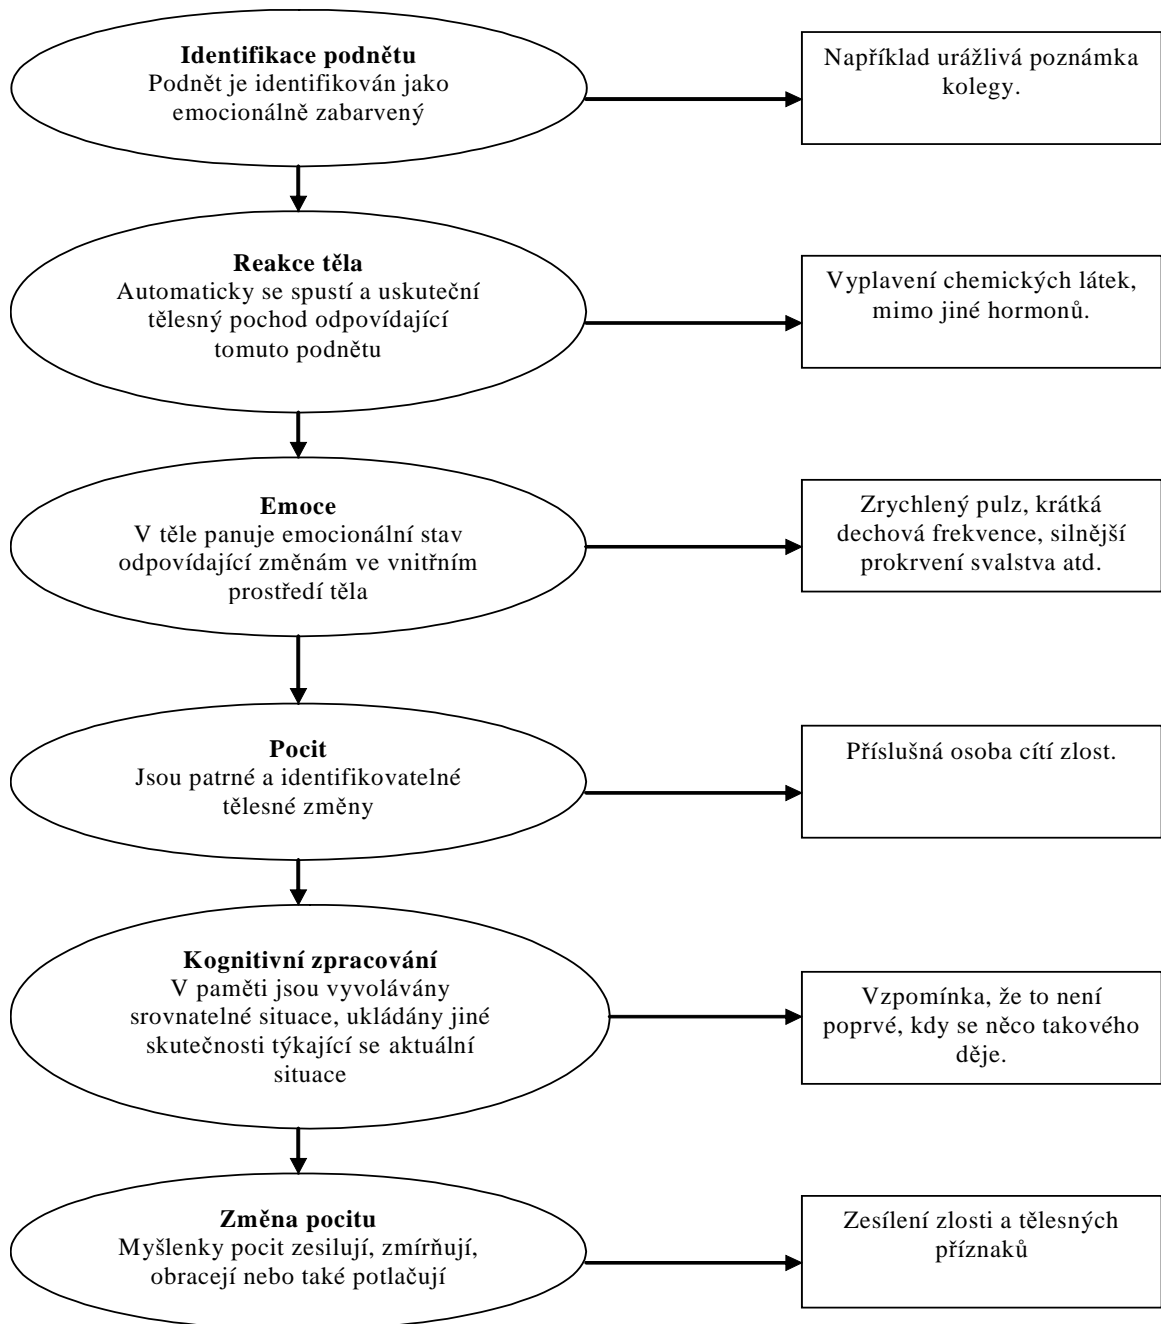 Identifikace podnětu
Podnět je identifikován jako
emocionálně zabarvený
Například urážlivá poznámka
kolegy.
Reakce těla
Automaticky se spustí a uskuteční
tělesný pochod odpovídající
tomuto podnětu
Vyplavení chemických látek,
mimo jiné hormonů.
Emoce
V těle panuje emocionální stav
odpovídající změnám ve vnitřním
prostředí těla
Zrychlený pulz, krátká
dechová frekvence, silnější
prokrvení svalstva atd.
Pocit
Jsou patrné a identifikovatelné
tělesné změny
Příslušná osoba cítí zlost.
Kognitivní zpracování
V paměti jsou vyvolávány
srovnatelné situace, ukládány jiné
skutečnosti týkající se aktuální
situace
Vzpomínka, že to není
poprvé, kdy se něco takového
děje.
Změna pocitu
Myšlenky pocit zesilují, zmírňují,
obracejí nebo také potlačují
Zesílení zlosti a tělesných
příznaků